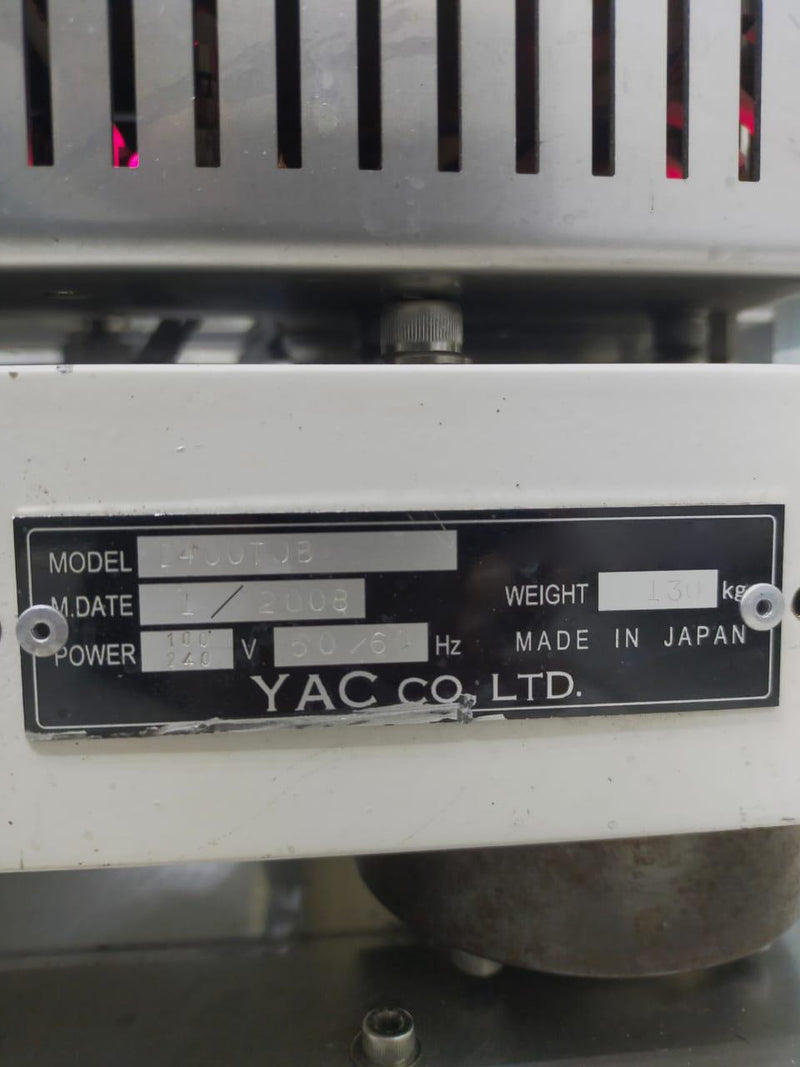 MODEL
M.DATE 1/2008
WEIGHT 130 kg
POWER 100 240 V 50/60 Hz
MADE IN JAPAN
YAC CO., LTD.